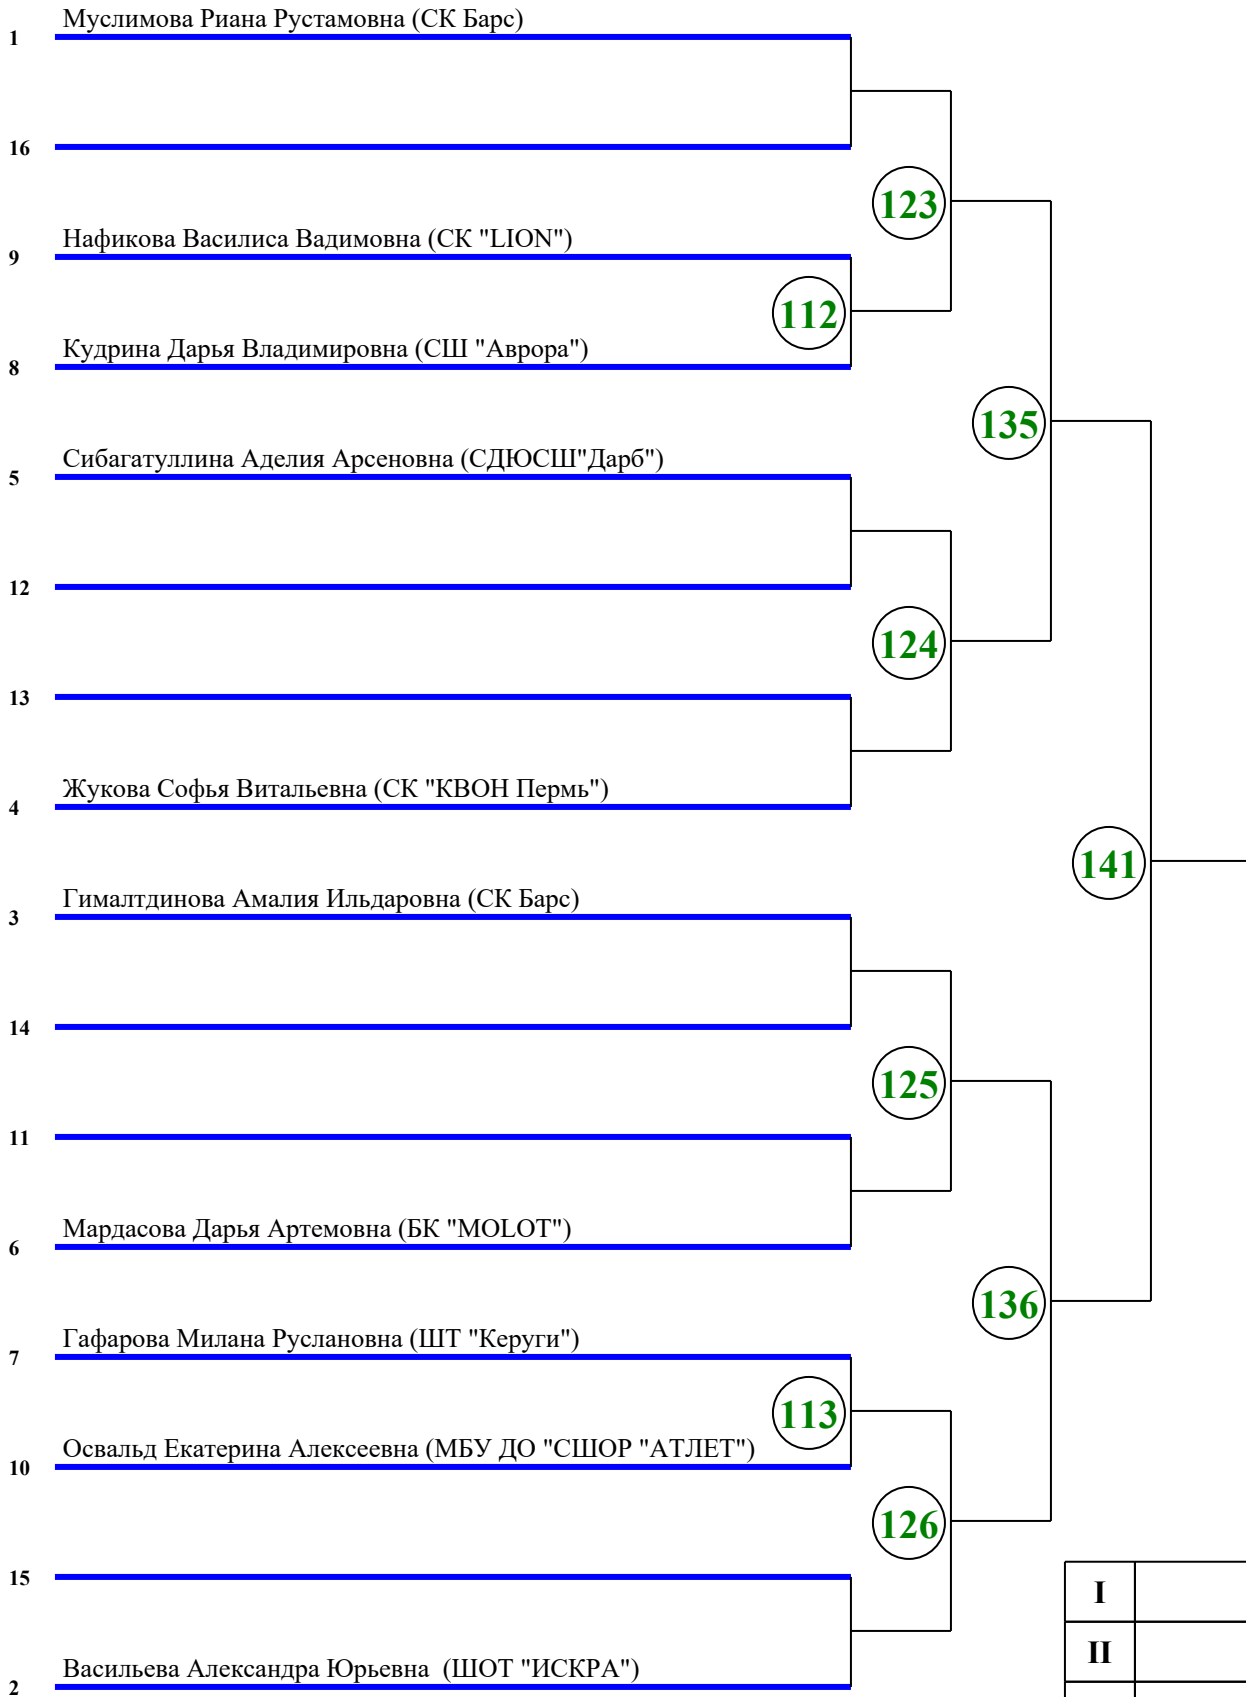 Муслимова Риана Рустамовна (СК Барс)
1
16
123
Нафикова Василиса Вадимовна (СК "LION")
9
112
Кудрина Дарья Владимировна (СШ "Аврора")
8
135
Сибагатуллина Аделия Арсеновна (СДЮСШ"Дарб")
5
12
124
13
Жукова Софья Витальевна (СК "КВОН Пермь")
4
141
Гималтдинова Амалия Ильдаровна (СК Барс)
3
14
125
11
Мардасова Дарья Артемовна (БК "MOLOT")
6
136
Гафарова Милана Руслановна (ШТ "Керуги")
7
113
Освальд Екатерина Алексеевна (МБУ ДО "СШОР "АТЛЕТ")
10
126
15
I
II
Васильева Александра Юрьевна  (ШОТ "ИСКРА")
2